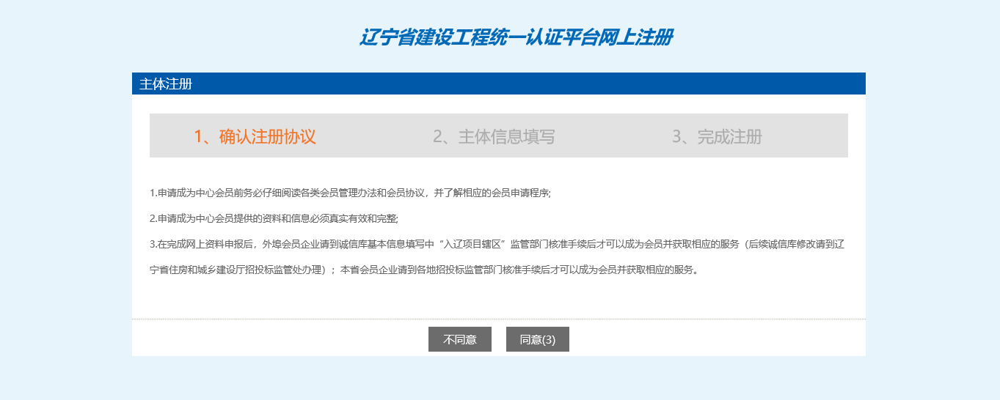 辽宁省建设工程统一认证平台网上注册
主体注册
1、确认注册协议
2、主体信息填写
3、完成注册
1.申请成为中心会员前务必仔细阅读各类会员管理办法和会员协议，并了解相应的会员申请程序;
2.申请成为中心会员提供的资料和信息必须真实有效和完整;
3.在完成网上资料申报后，外埠会员企业请到诚信库基本信息填写中“入辽项目辖区”监管部门核准手续后才可以成为会员并获取相应的服务（后续诚信库修改请到辽
宁省住房和城乡建设厅招投标监管处办理）；本省会员企业请到各地招投标监管部门核准手续后才可以成为会员并获取相应的服务。
不同意
同意(3)